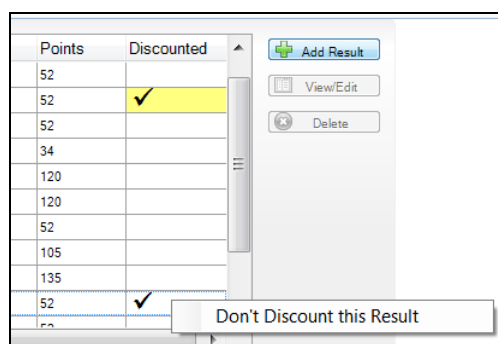 Points Discounted
Add Result
52
View/Edit
52 ✓
52
Delete
34
120
120
52
105
135
52 ✓
Don't Discount this Result